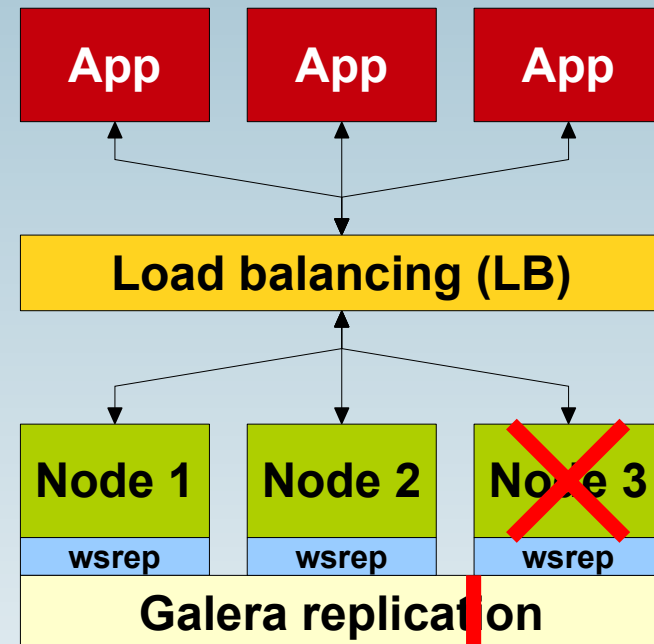 App App App
Load balancing (LB)
Node 1 Node 2 Node 3
wsrep wsrep wsrep
Galera replication